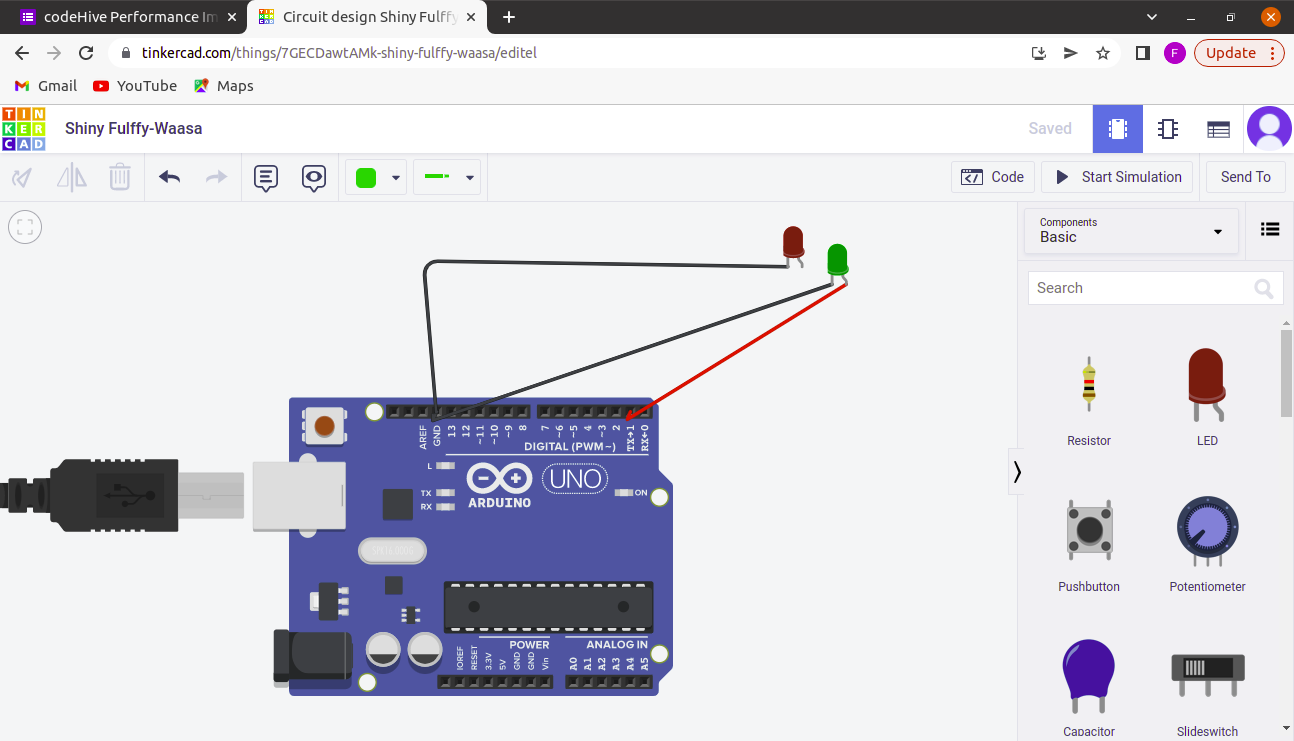 codeHive Performance Im
Circuit design Shiny Fulffy
tinkercad.com/things/7GECDawtAMk-shiny-fulffy-waasa/editel
F
Update
Gmail
YouTube
Maps
TIN
KER
CAD
Shiny Fulffy-Waasa
Saved
Code
Start Simulation
Send To
Components
Basic
Search
Resistor
LED
Pushbutton
Potentiometer
Capacitor
Slideswitch
AREF
GND
13
12
~11
~10
~9
8
7
~6
~5
4
~3
2
TX→1
RX←0
DIGITAL (PWM~)
L
TX
RX
ARDUINO
UNO
ON
POWER
ANALOG IN
IOREF
RESET
3.3V
5V
GND
GND
Vin
A0
A1
A2
A3
A4
A5